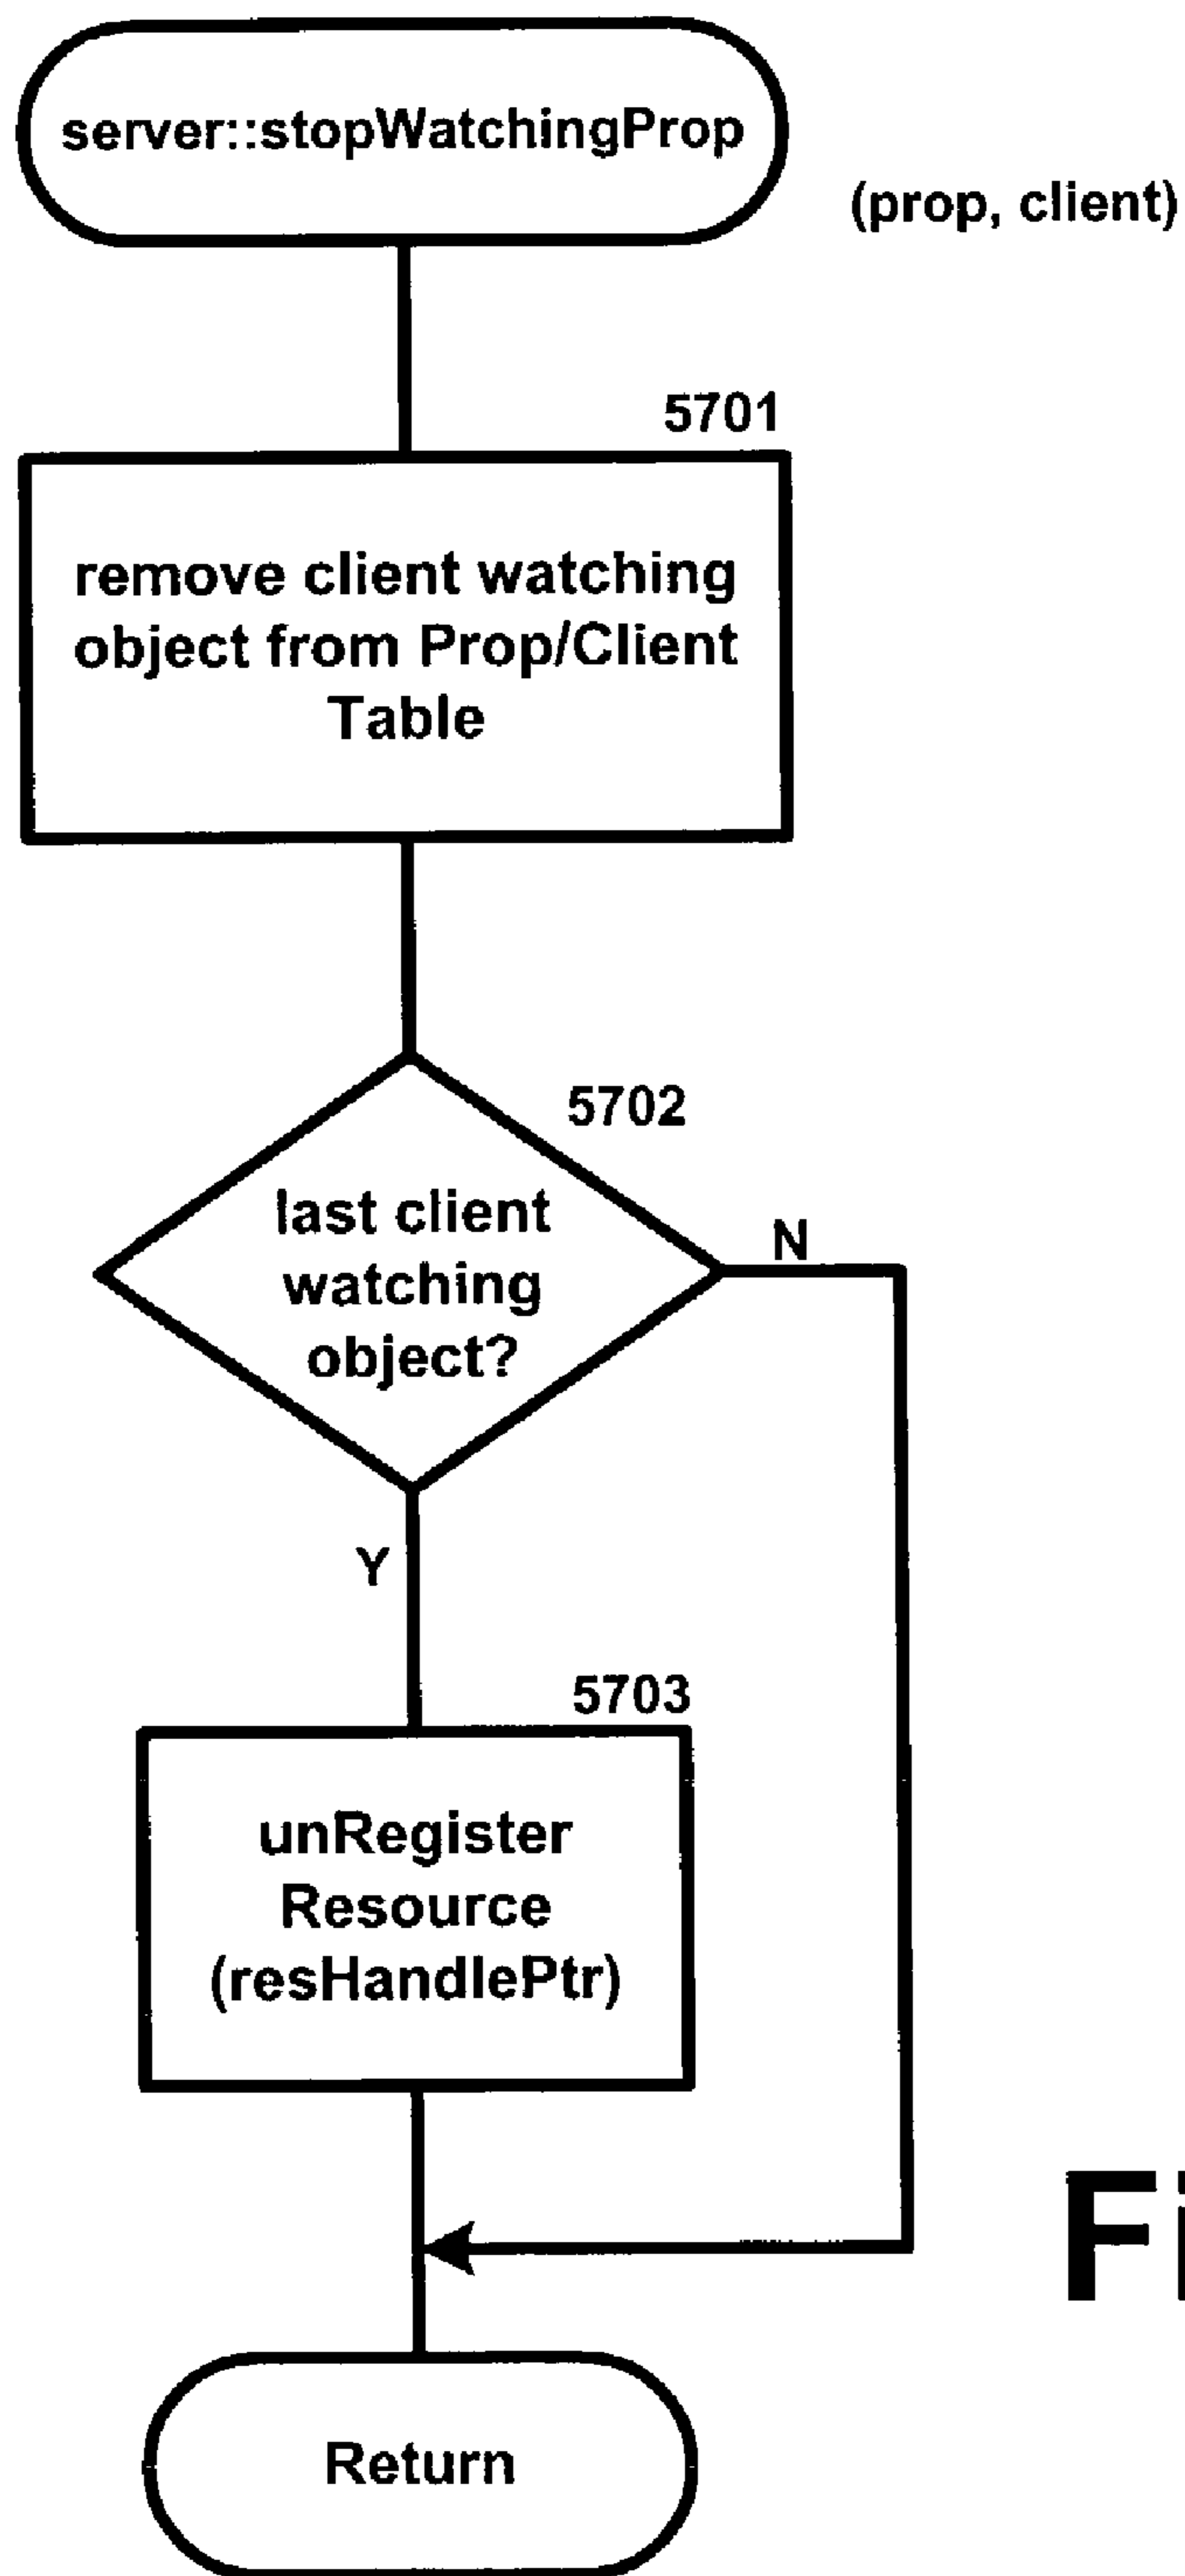 server::stopWatchingProp
(prop, client)
5701
remove client watching
object from Prop/Client
Table
5702
last client
watching
object?
N
Y
5703
unRegister
Resource
(resHandlePtr)
Return